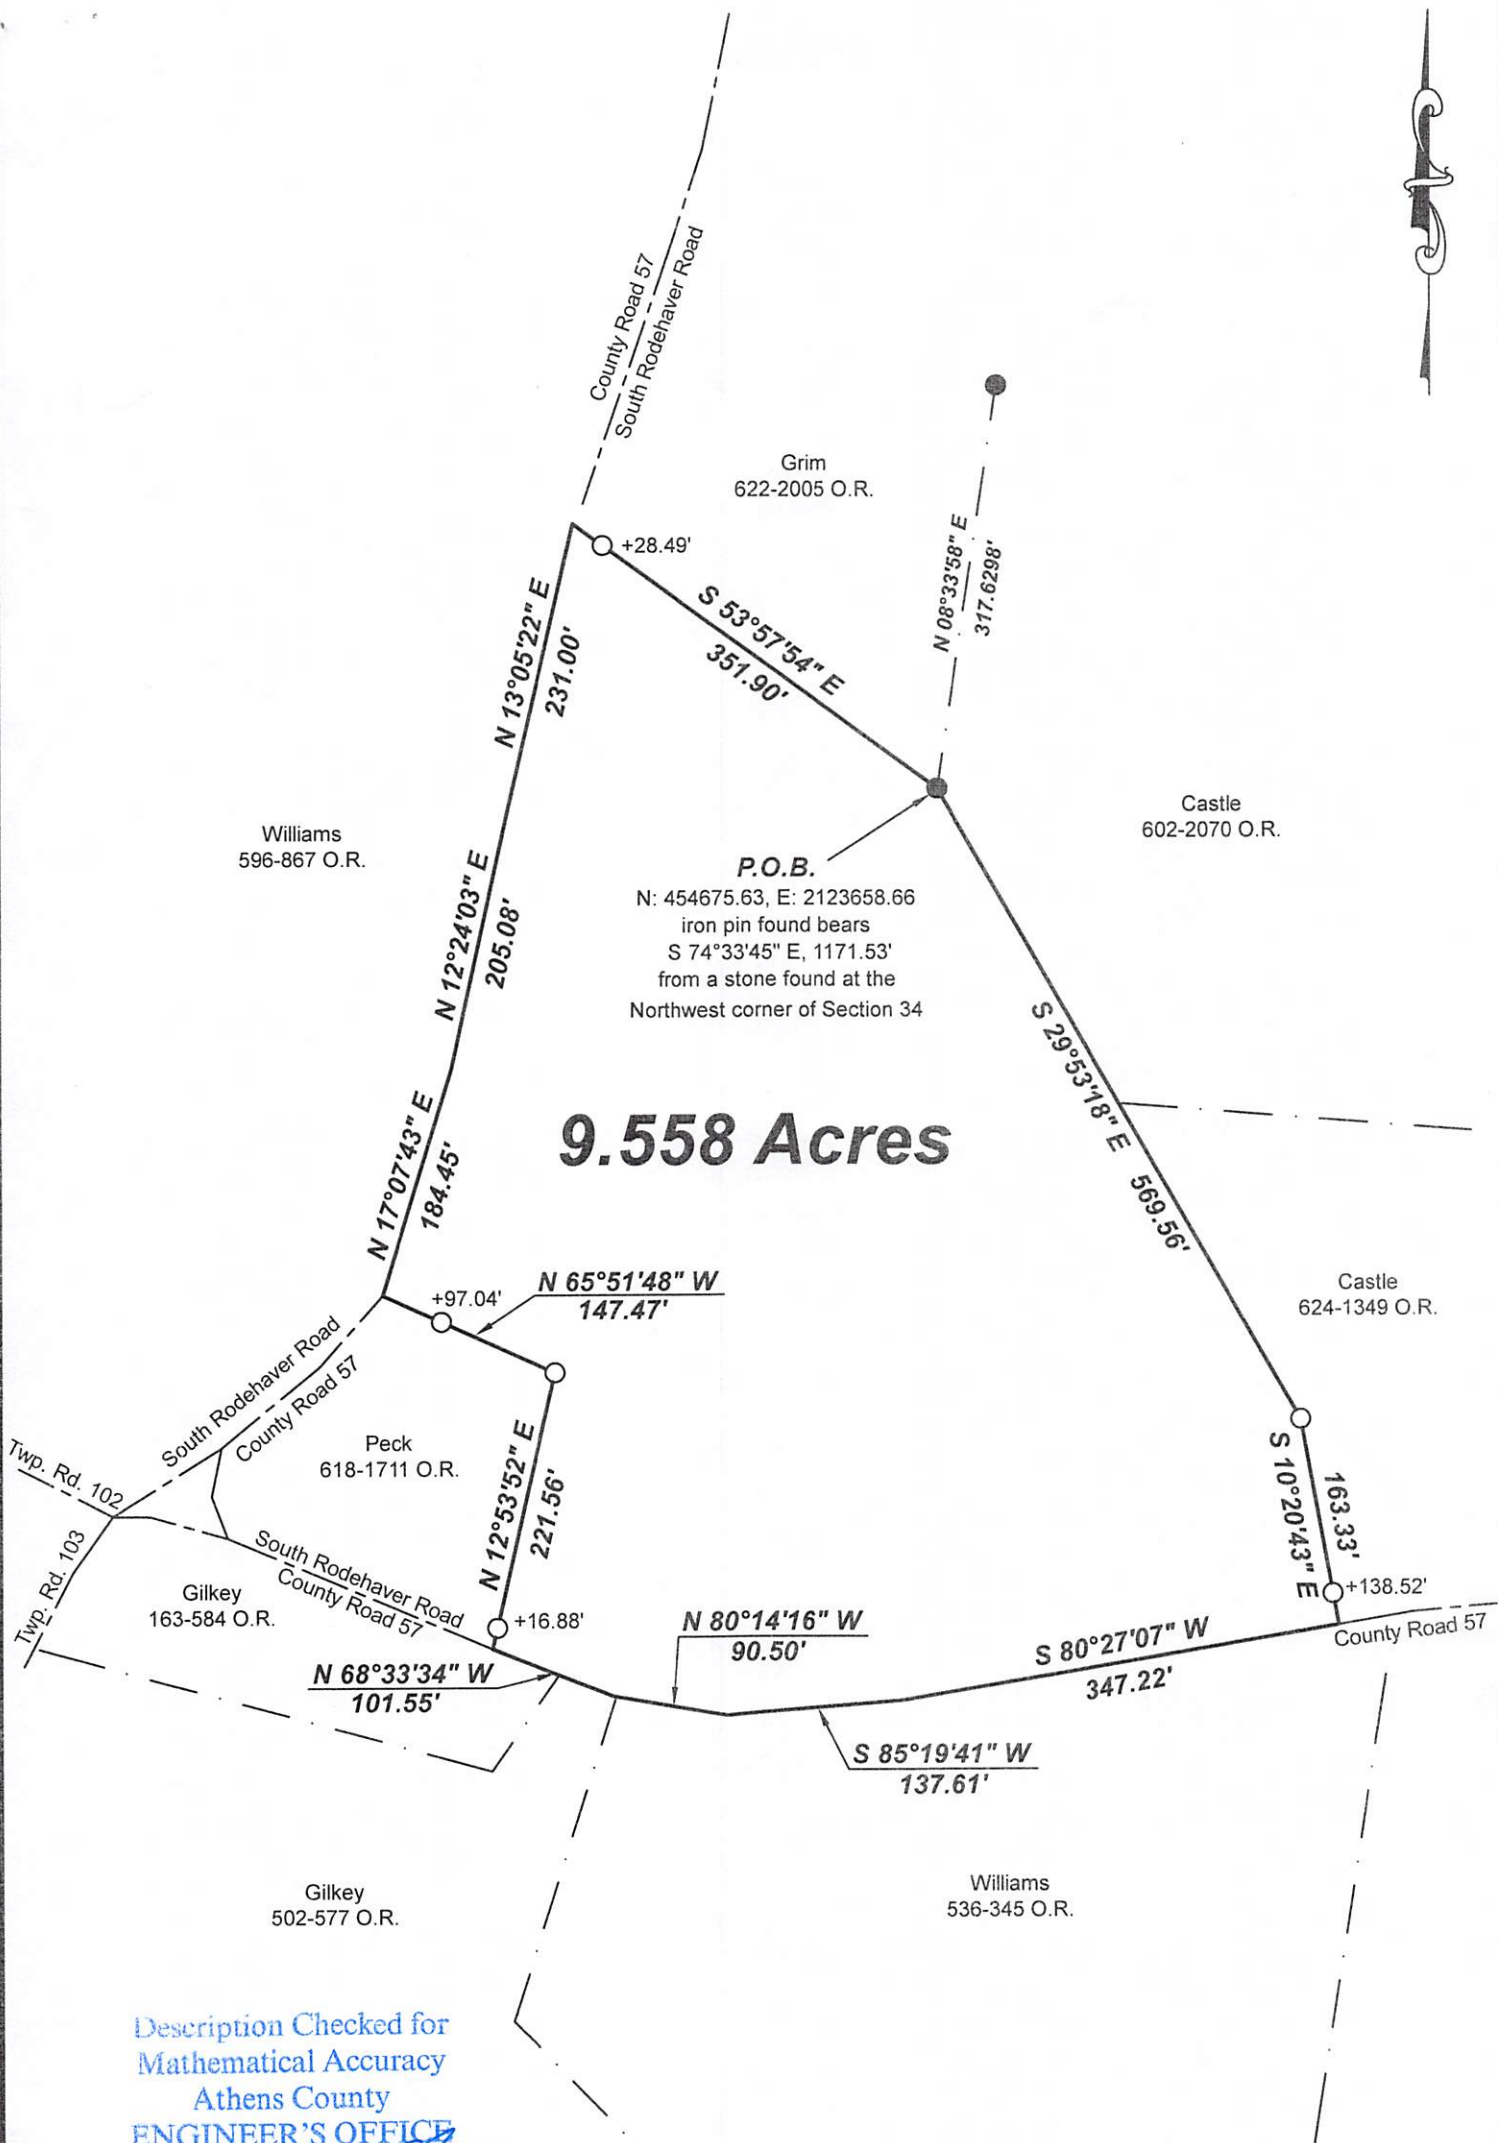 County Road 57
South Rodehaver Road
Grim
622-2005 O.R.
N 08°33'58" E
317.6298'
+28.49'
S 53°57'54" E
351.90'
N 13°05'22" E
231.00'
Castle
602-2070 O.R.
Williams
596-867 O.R.
P.O.B.
N: 454675.63, E: 2123658.66
iron pin found bears
S 74°33'45" E, 1171.53'
from a stone found at the
Northwest corner of Section 34
N 12°24'03" E
205.08'
S 29°53'18" E 569.56'
9.558 Acres
N 17°07'43" E
184.45'
N 65°51'48" W
147.47'
+97.04'
Castle
624-1349 O.R.
South Rodehaver Road
County Road 57
Peck
618-1711 O.R.
Twp. Rd. 102
Twp. Rd. 103
N 12°53'52" E
221.56'
S 10°20'43" E
163.33'
+138.52'
South Rodehaver Road
County Road 57
Gilkey
163-584 O.R.
+16.88'
N 80°14'16" W
90.50'
S 80°27'07" W
347.22'
County Road 57
N 68°33'34" W
101.55'
S 85°19'41" W
137.61'
Gilkey
502-577 O.R.
Williams
536-345 O.R.
Description Checked for
Mathematical Accuracy
Athens County
ENGINEER'S OFFICE